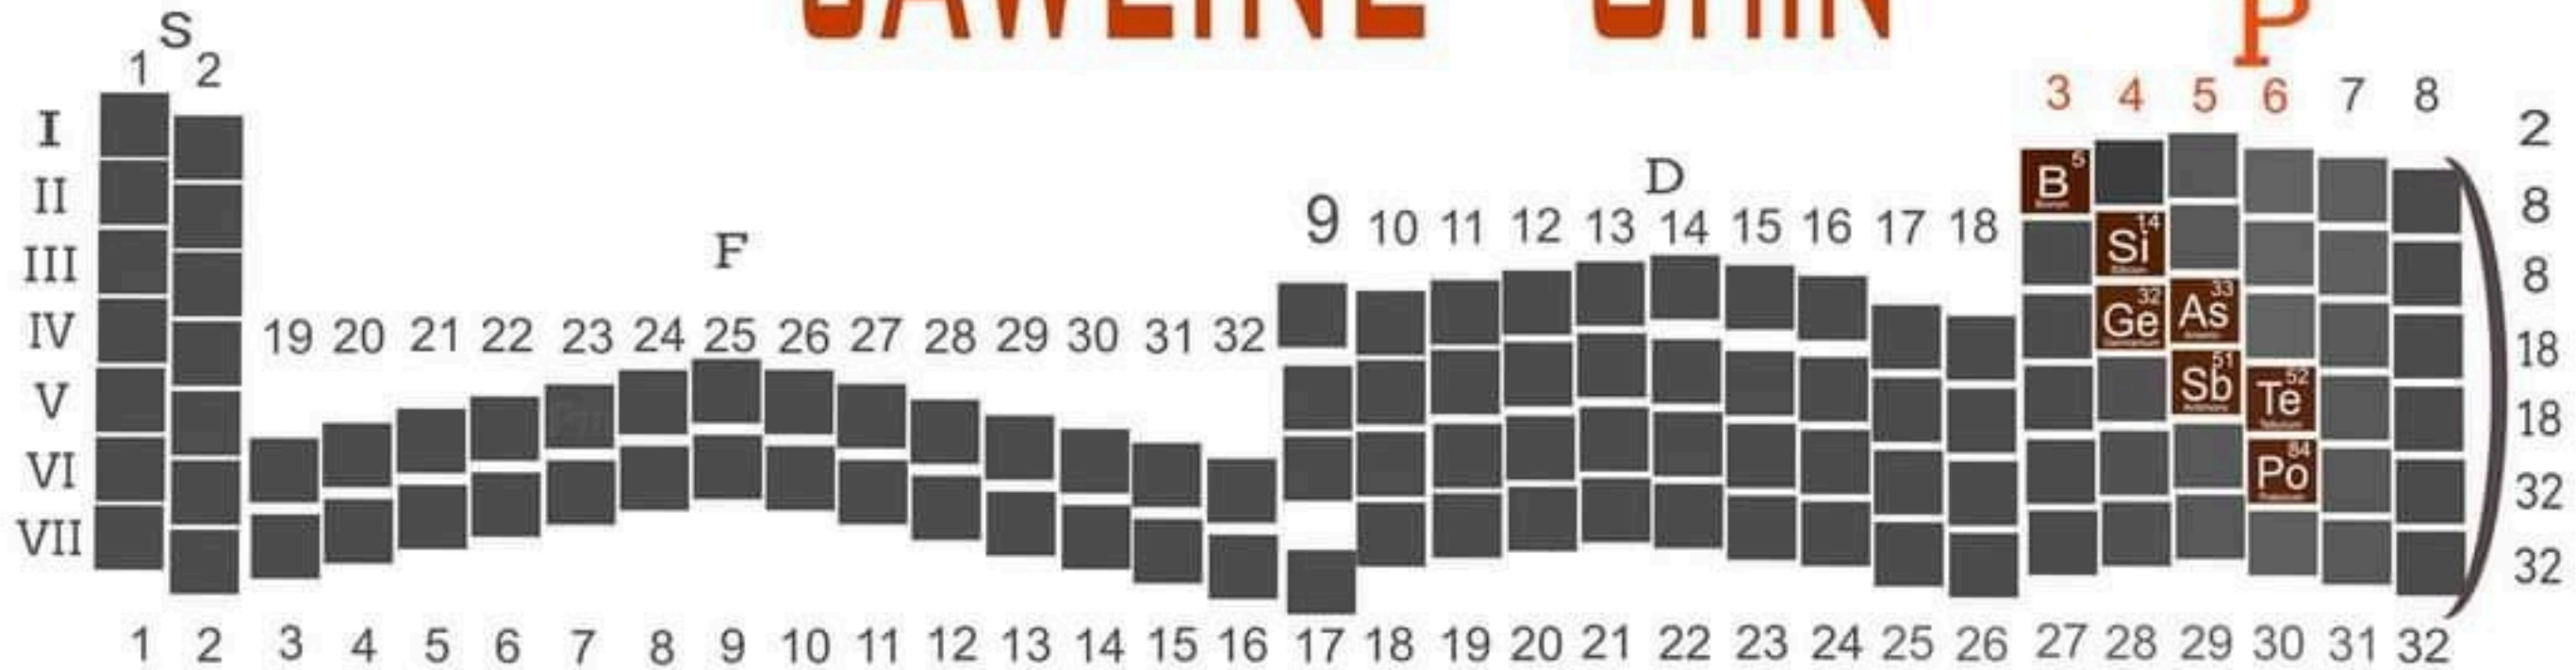 JAWLINE CHIN
S
P
1 2
3 4 5 6 7 8
I
2
D
B 5
II
9 10 11 12 13 14 15 16 17 18
8
F
Si 14
III
8
19 20 21 22 23 24 25 26 27 28 29 30 31 32
Ge 32
As 33
IV
18
Sb 51
Te 52
V
18
Po 84
VI
32
VII
32
1 2 3 4 5 6 7 8 9 10 11 12 13 14 15 16 17 18 19 20 21 22 23 24 25 26 27 28 29 30 31 32